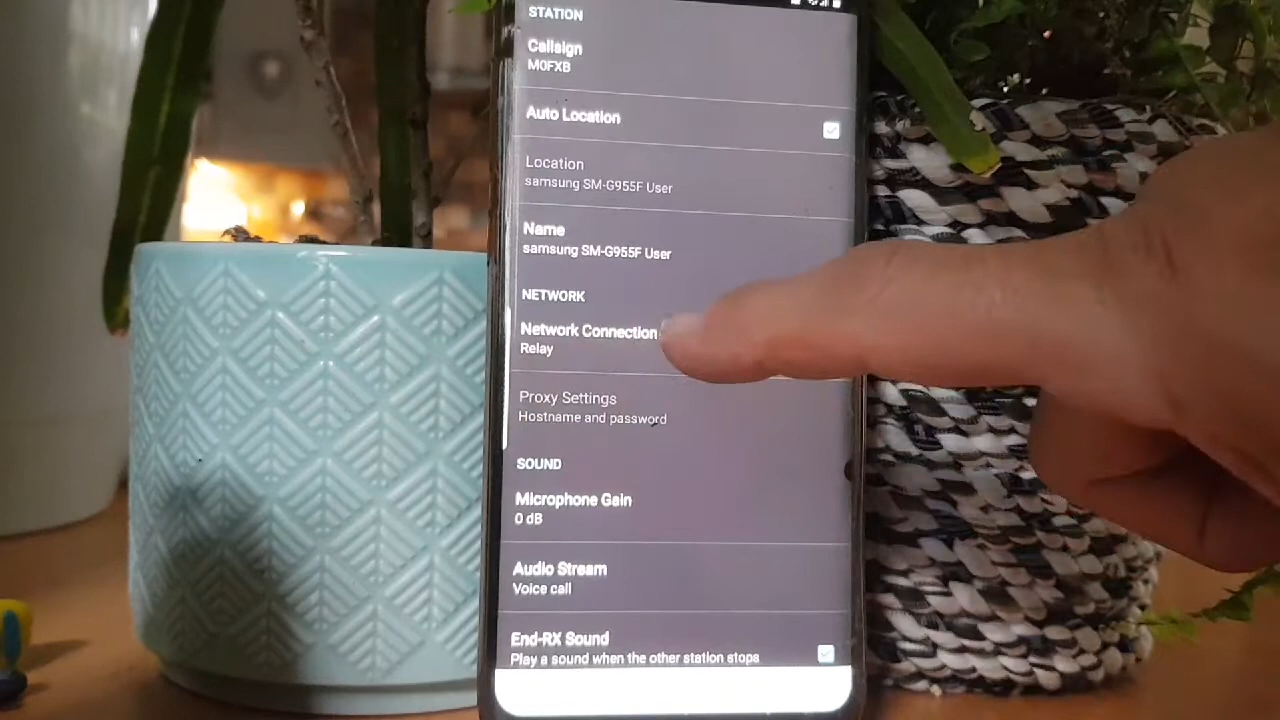 STATION
Callsign
M0FXB
Auto Location
Location
samsung SM-G955F User
Name
samsung SM-G955F User
NETWORK
Network Connection
Relay
Proxy Settings
Hostname and password
SOUND
Microphone Gain
0 dB
Audio Stream
Voice call
End-RX Sound
Play a sound when the other station stops